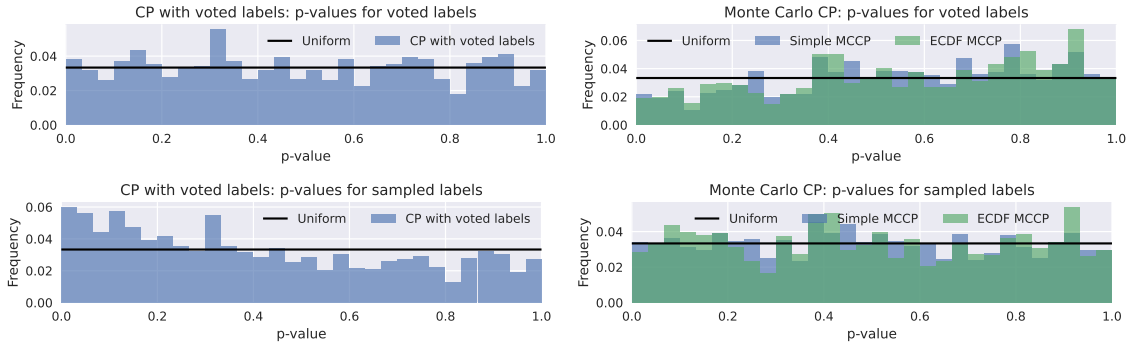 CP with voted labels: p-values for voted labels
Frequency
0.04
0.02
0.00
Uniform
CP with voted labels
0.0 0.2 0.4 0.6 0.8 1.0
p-value
Monte Carlo CP: p-values for voted labels
Frequency
0.06
0.04
0.02
0.00
Uniform
Simple MCCP
ECDF MCCP
0.0 0.2 0.4 0.6 0.8 1.0
p-value
CP with voted labels: p-values for sampled labels
Frequency
0.06
0.04
0.02
0.00
Uniform
CP with voted labels
0.0 0.2 0.4 0.6 0.8 1.0
p-value
Monte Carlo CP: p-values for sampled labels
Frequency
0.04
0.02
0.00
Uniform
Simple MCCP
ECDF MCCP
0.0 0.2 0.4 0.6 0.8 1.0
p-value